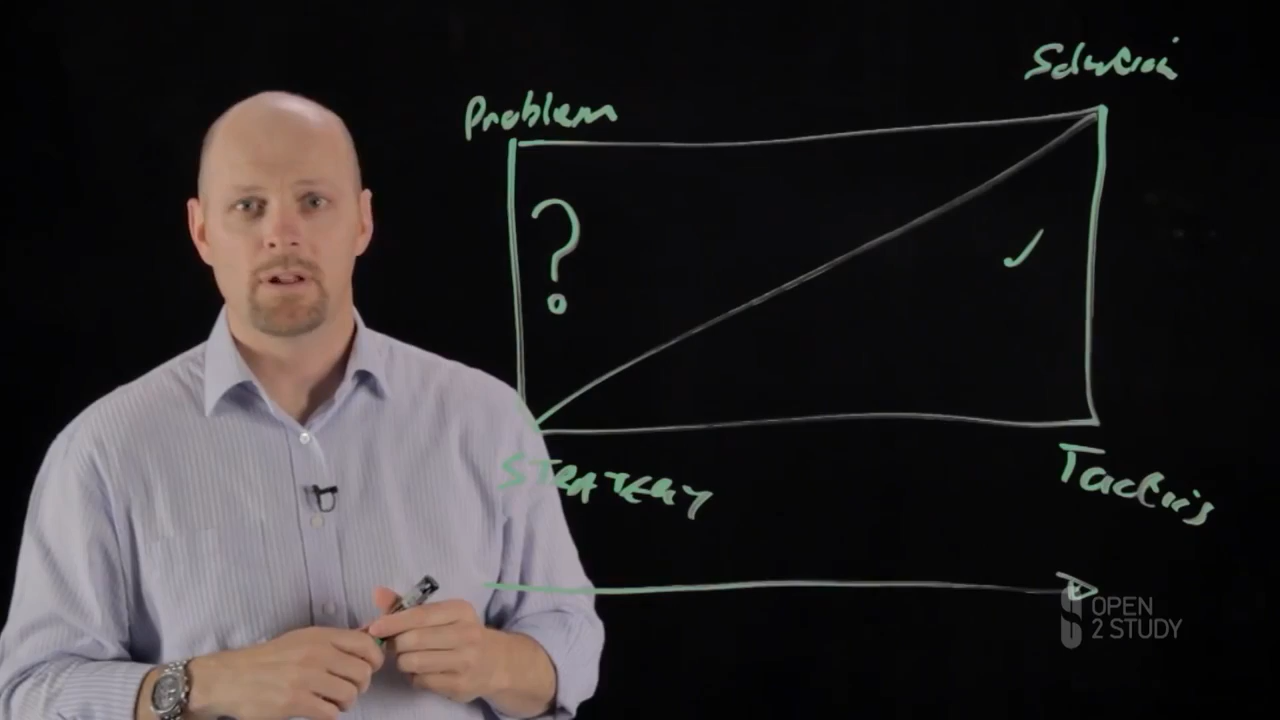 Solution
Problem
?
STRATEGY
Tactics
OPEN
2 STUDY